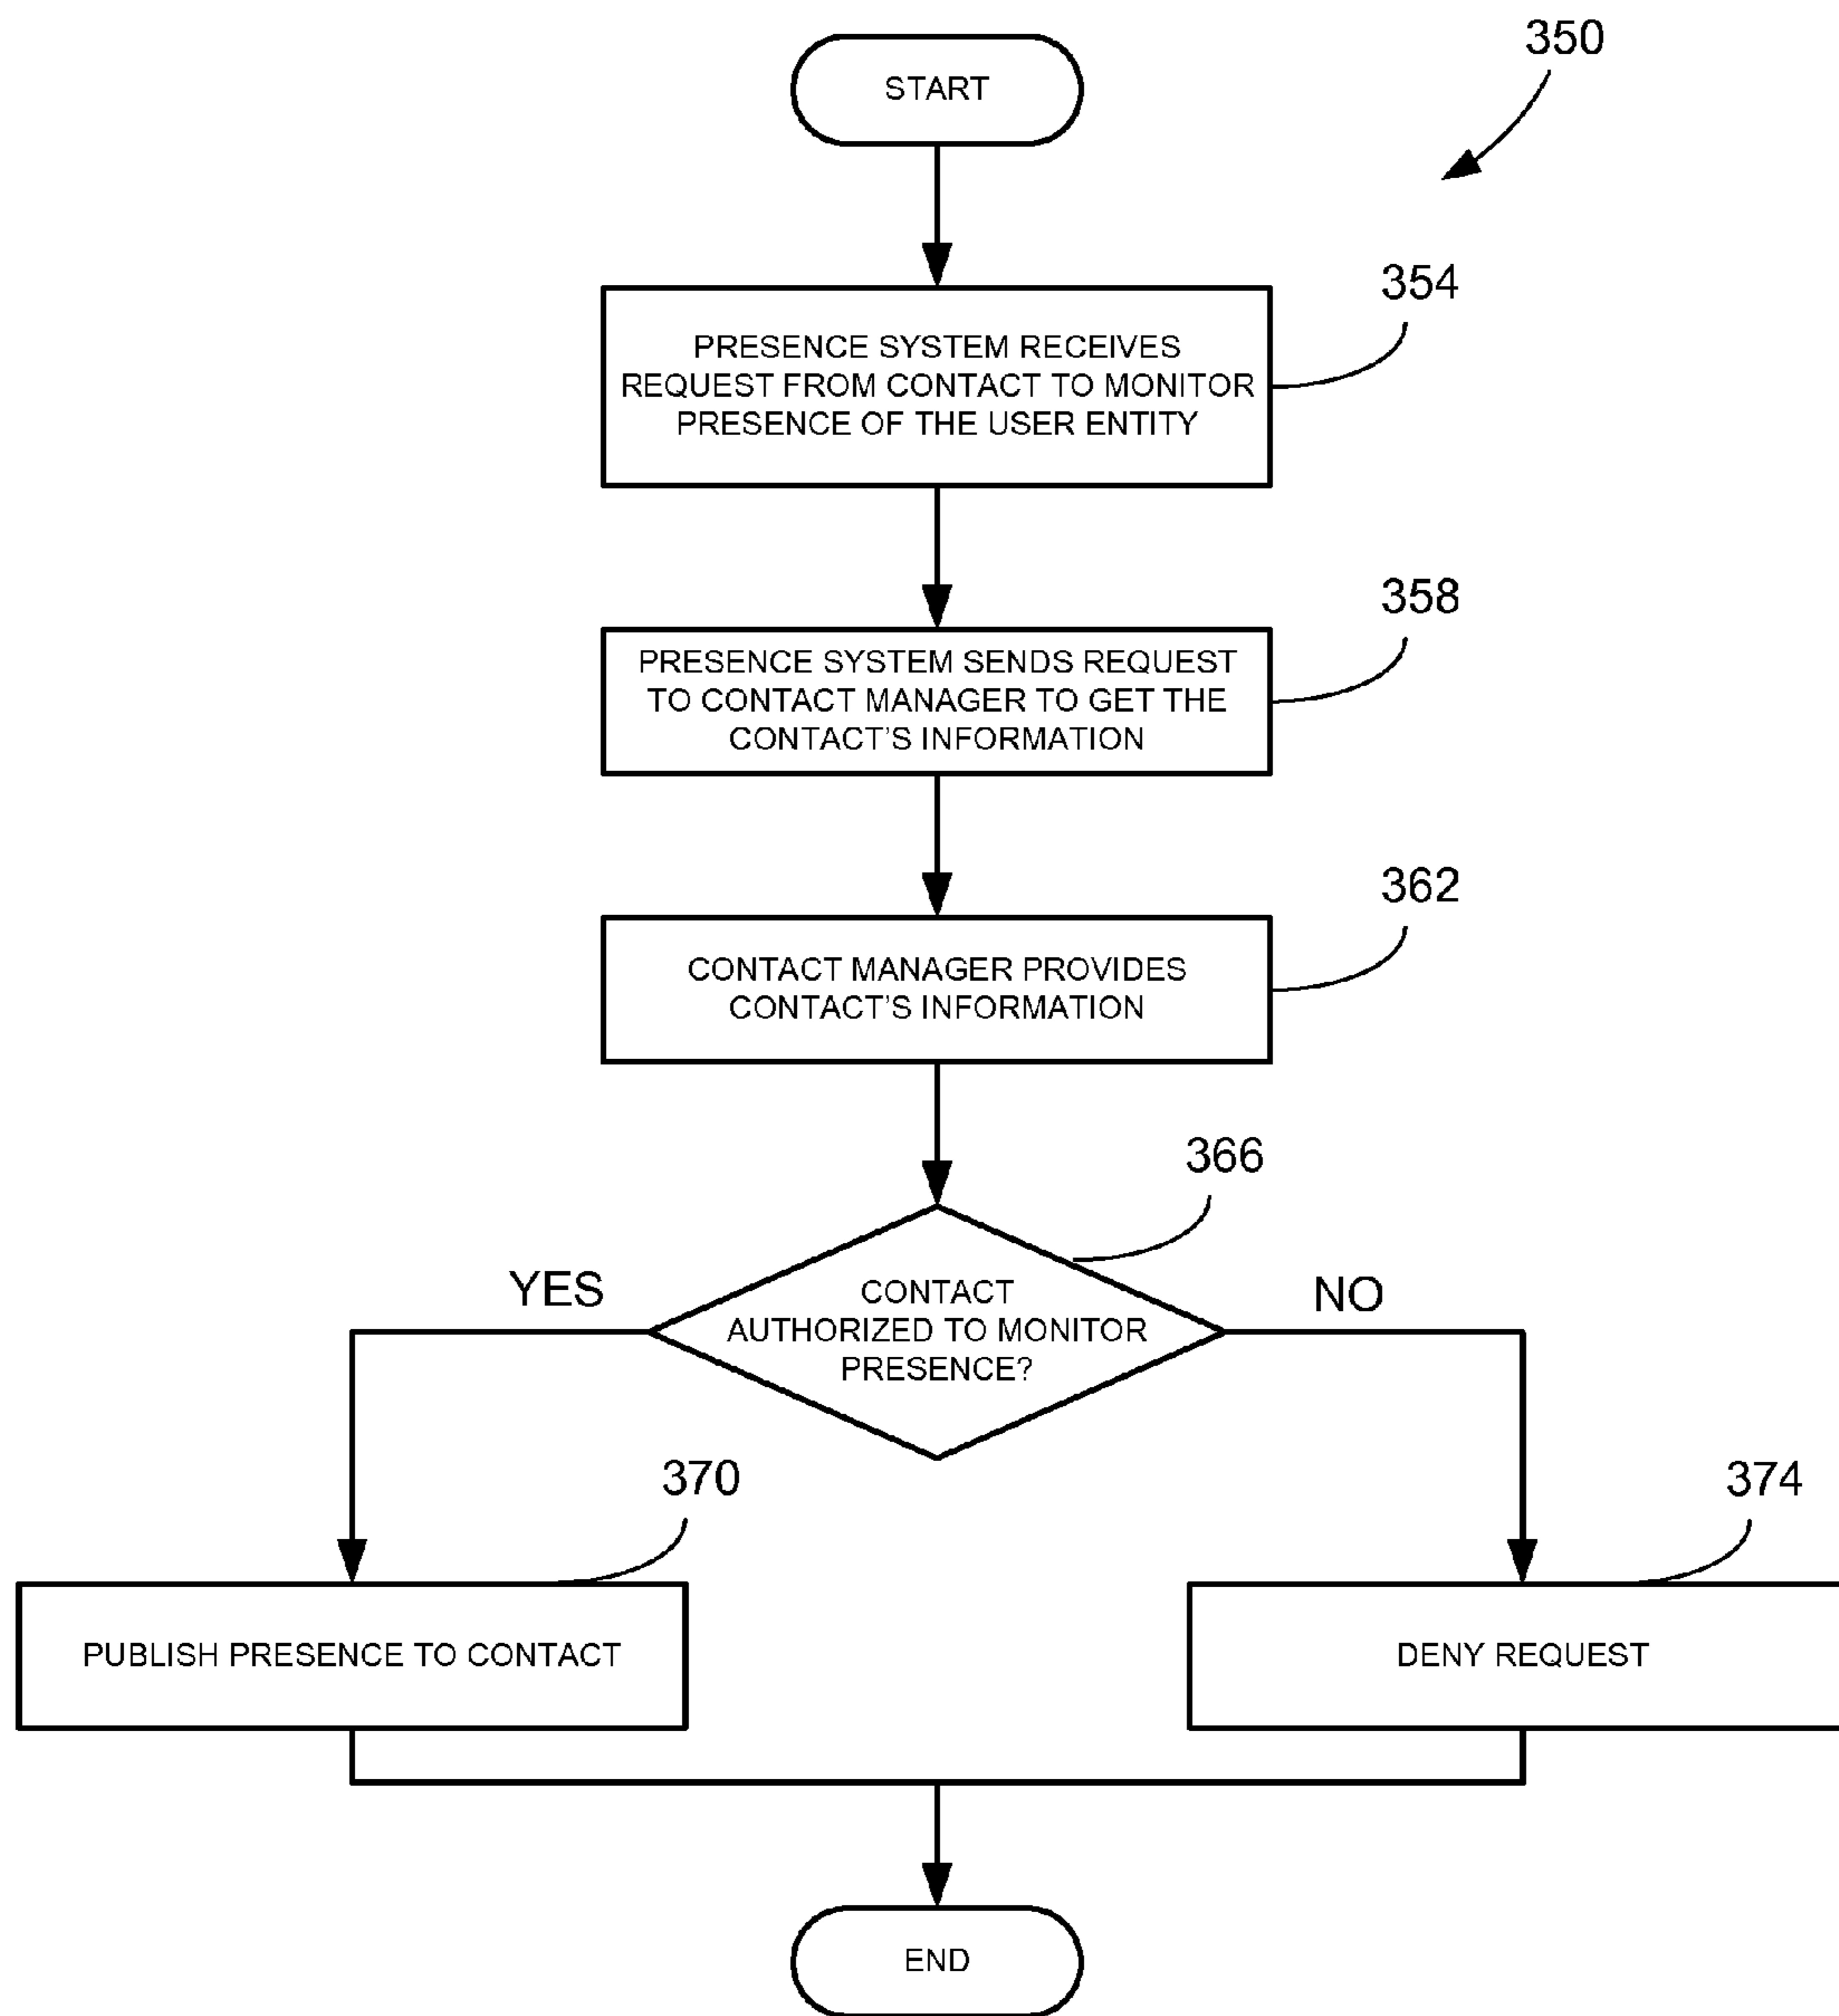 350
START
354
PRESENCE SYSTEM RECEIVES
REQUEST FROM CONTACT TO MONITOR
PRESENCE OF THE USER ENTITY
358
PRESENCE SYSTEM SENDS REQUEST
TO CONTACT MANAGER TO GET THE
CONTACT'S INFORMATION
362
CONTACT MANAGER PROVIDES
CONTACT'S INFORMATION
366
YES
CONTACT
AUTHORIZED TO MONITOR
PRESENCE?
NO
370
PUBLISH PRESENCE TO CONTACT
374
DENY REQUEST
END